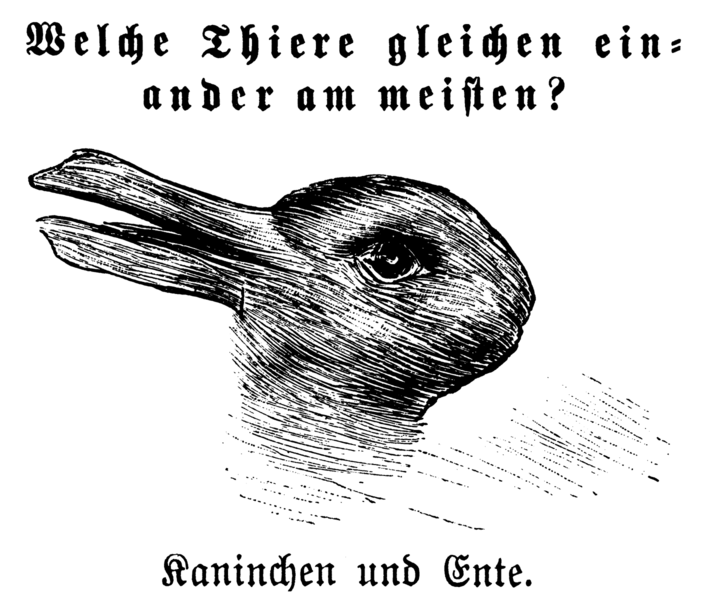 Welche Thiere gleichen ein=
ander am meiſten?
Kaninchen und Ente.